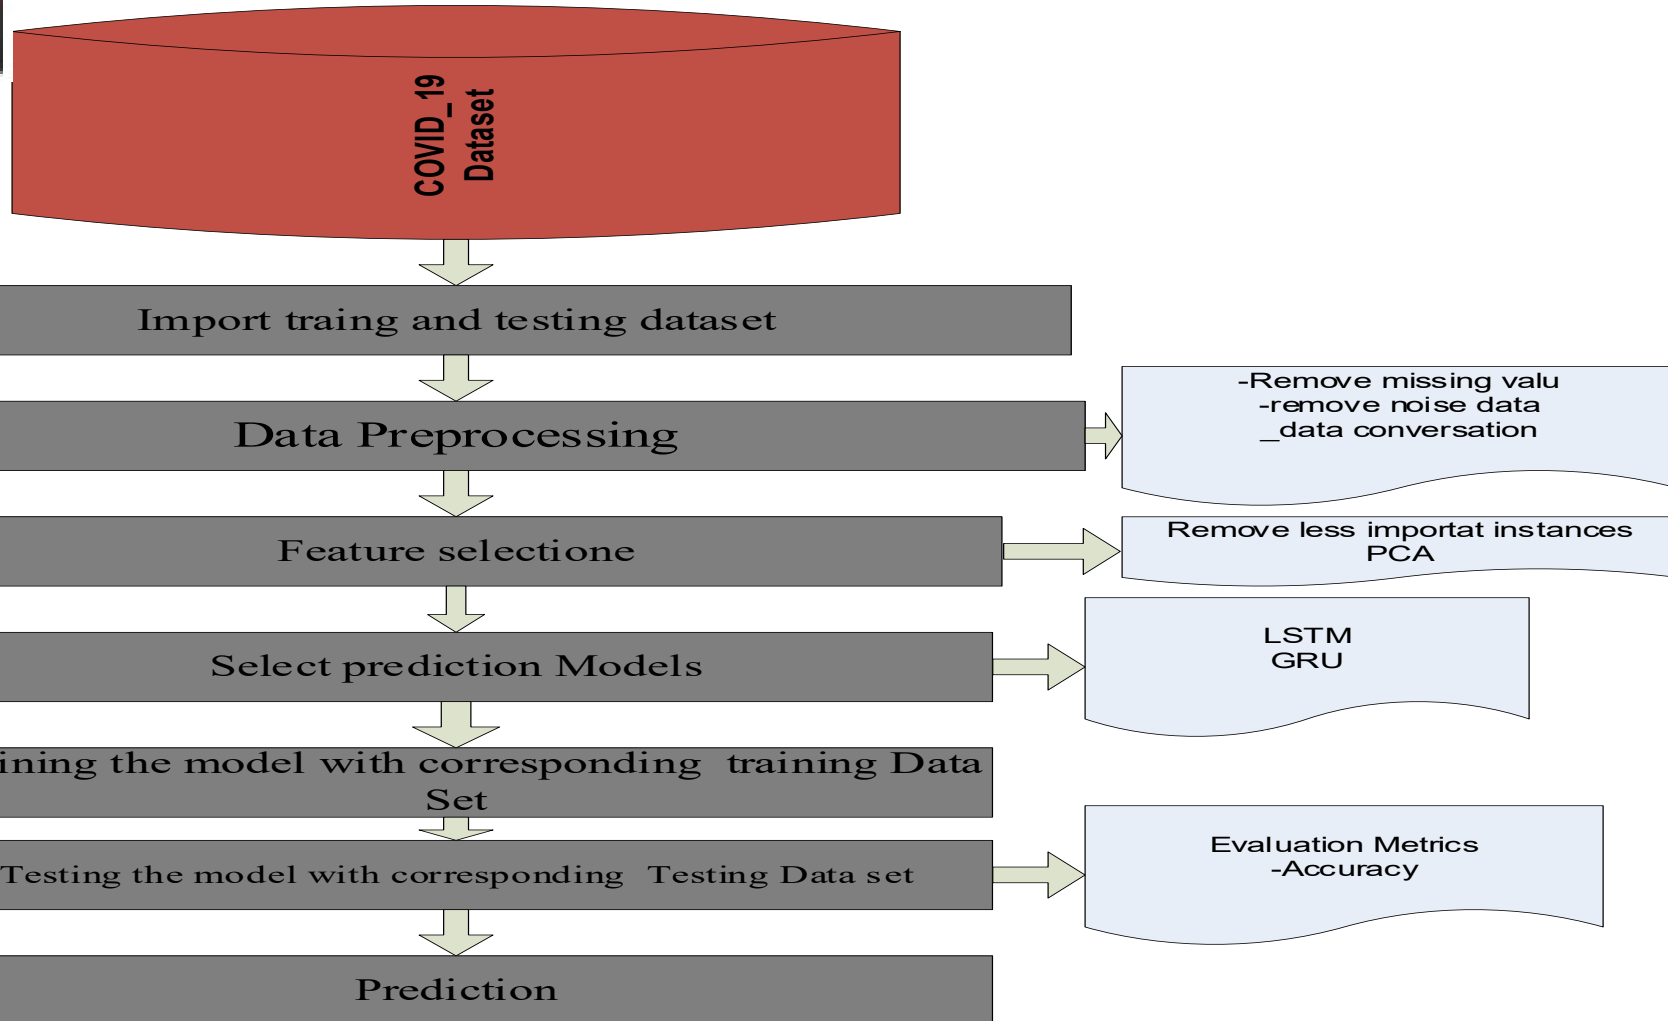 COVID_19
Dataset
Import traing and testing dataset
Data Preprocessing
-Remove missing valu
-remove noise data
_data conversation
Feature selectione
Remove less importat instances
PCA
Select prediction Models
LSTM
GRU
ining the model with corresponding training Data
Set
Testing the model with corresponding Testing Data set
Evaluation Metrics
-Accuracy
Prediction